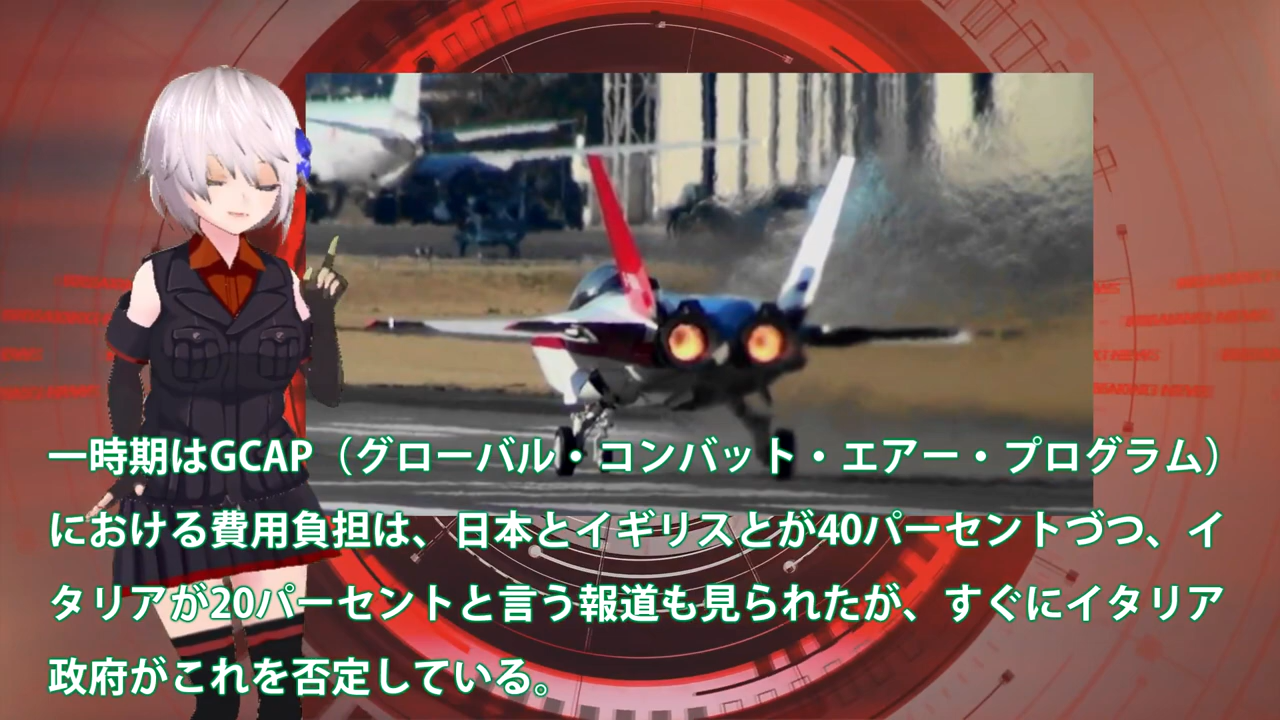 一時期はGCAP（グローバル・コンバット・エアー・プログラム）
における費用負担は、日本とイギリスとが40パーセントづつ、イ
タリアが20パーセントと言う報道も見られたが、すぐにイタリア
政府がこれを否定している。